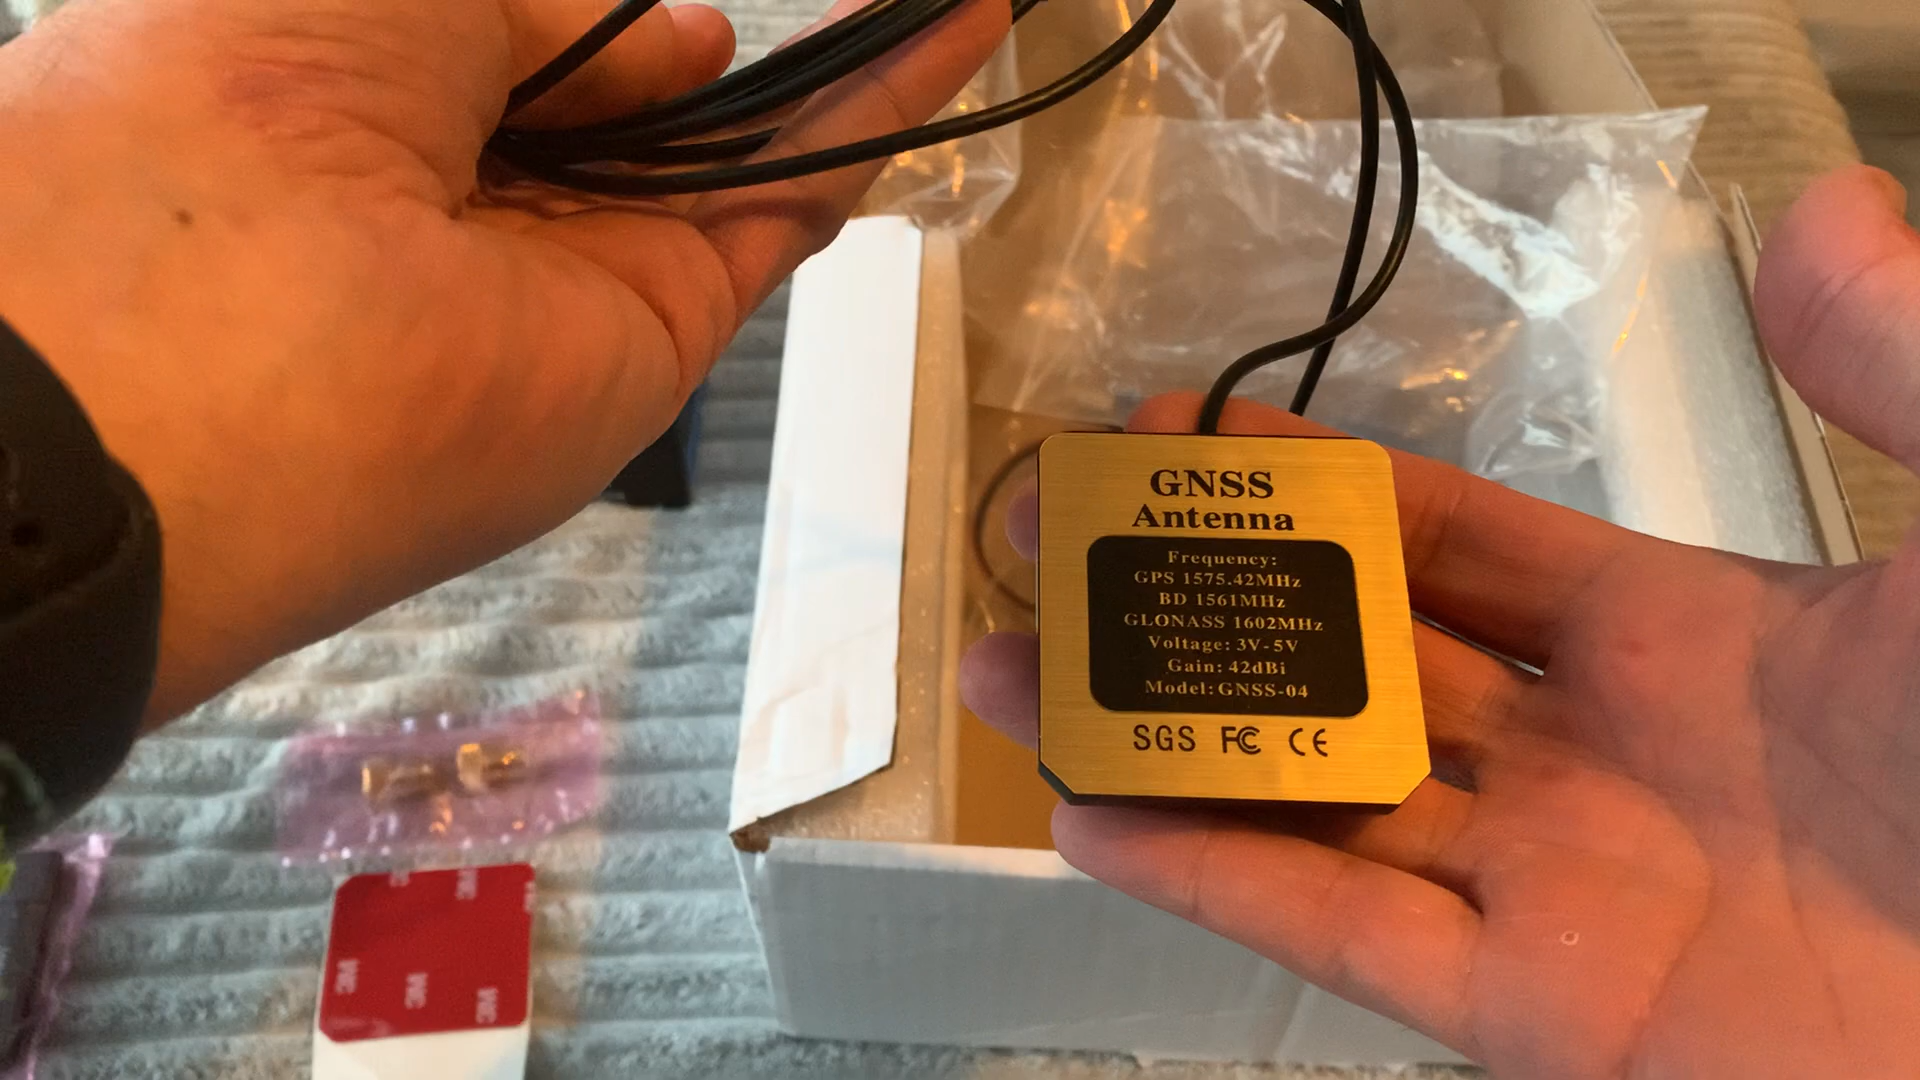 GNSS
Antenna
Frequency:
GPS 1575.42MHz
BD 1561MHz
GLONASS 1602MHz
Voltage: 3V-5V
Gain: 42dBi
Model: GNSS-04
SGS FC CE